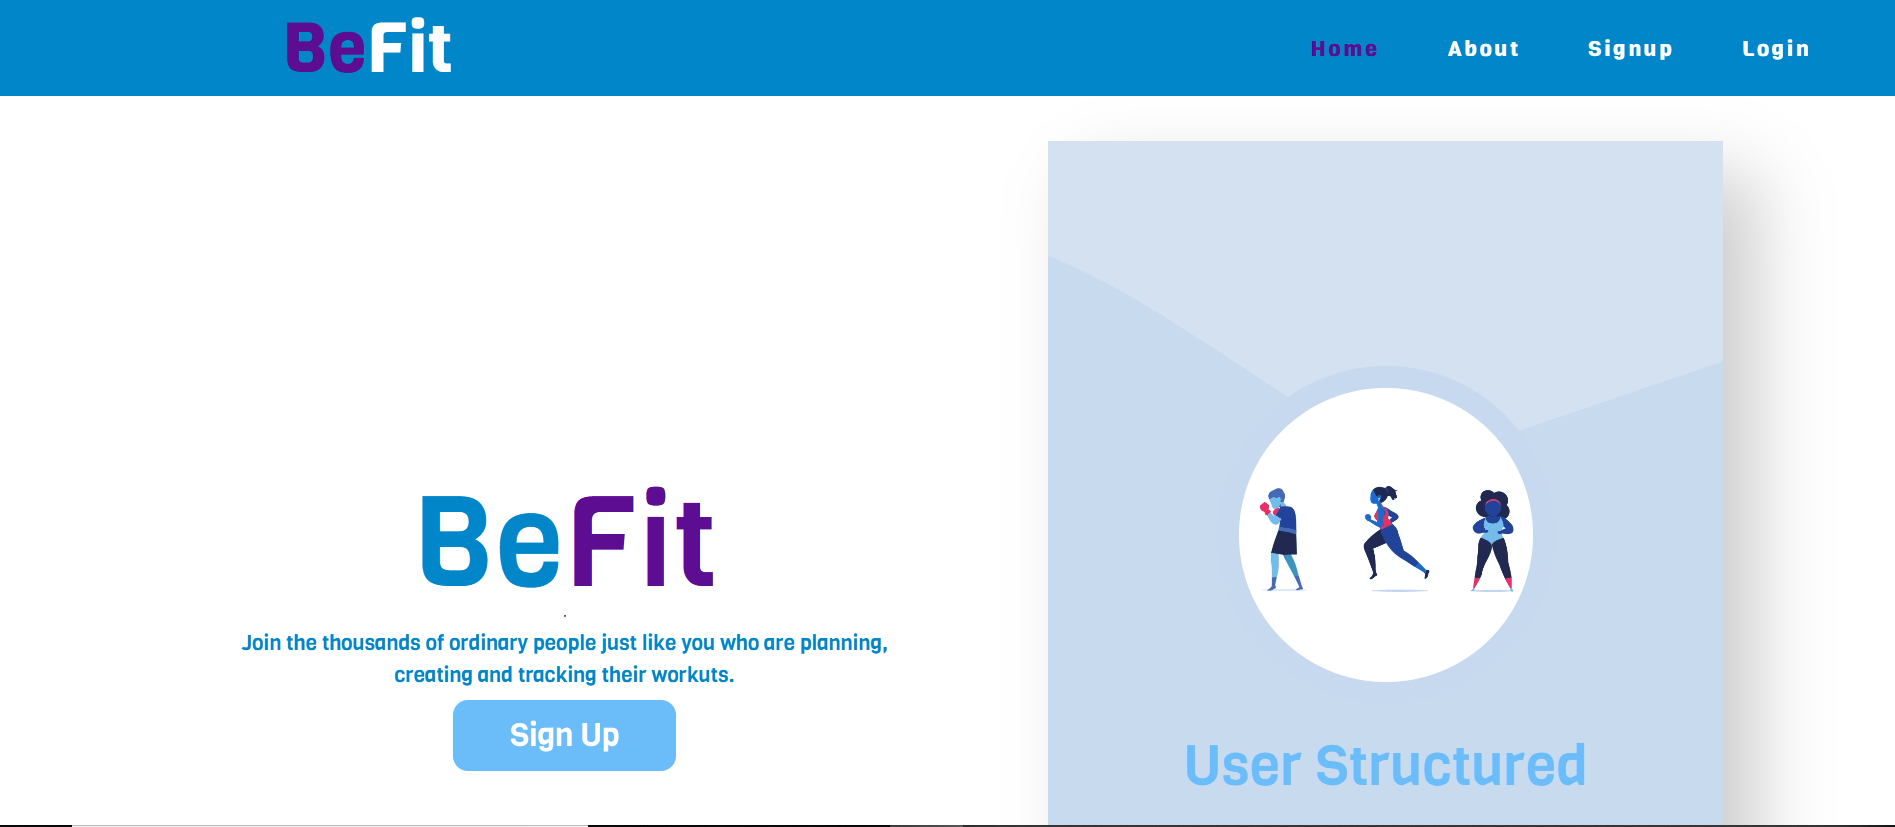 BeFit
Home About Signup Login
BeFit
.
Join the thousands of ordinary people just like you who are planning,
creating and tracking their workuts.
Sign Up
User Structured